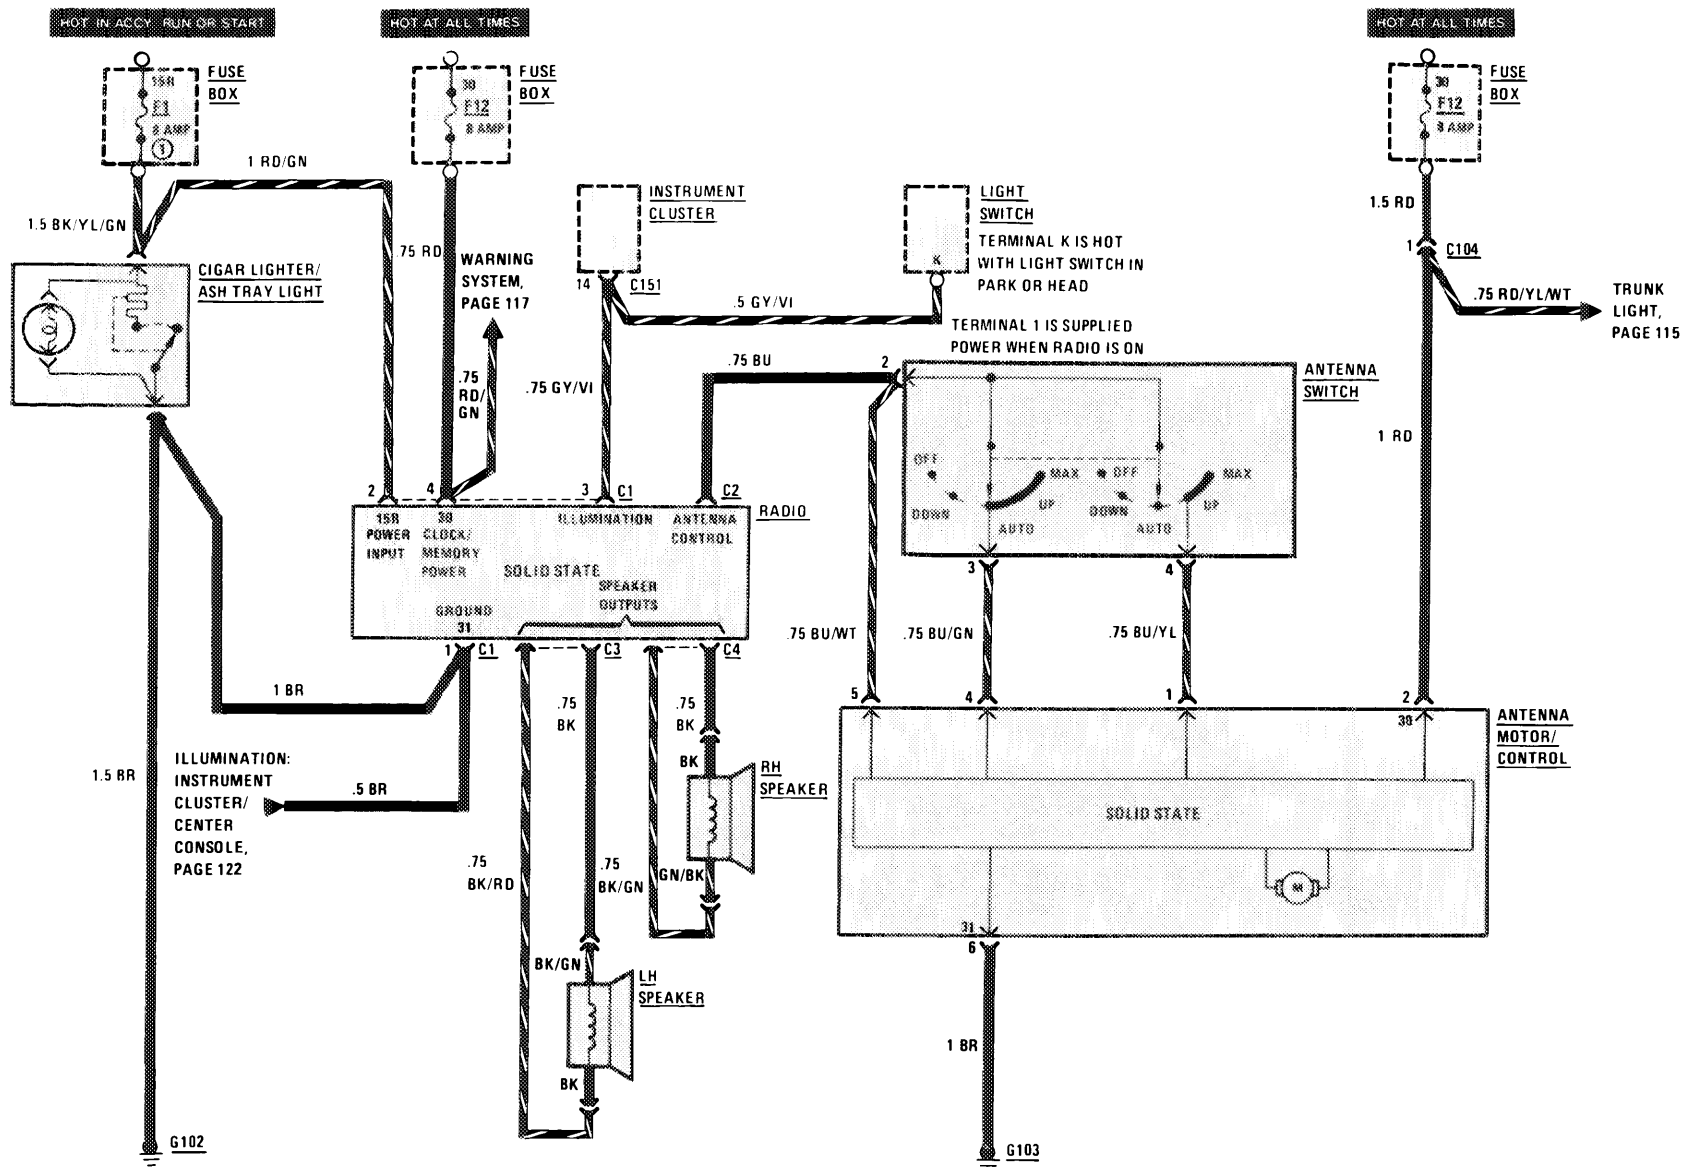 HOT IN ACCY RUN OR START
HOT AT ALL TIMES
HOT AT ALL TIMES
15R
F1
8 AMP
1
FUSE
BOX
30
F12
8 AMP
FUSE
BOX
30
F12
8 AMP
FUSE
BOX
1 RD/GN
1.5 BK/YL/GN
.75 RD
WARNING
SYSTEM,
PAGE 117
INSTRUMENT
CLUSTER
14
C151
.5 GY/VI
K
LIGHT
SWITCH
TERMINAL K IS HOT
WITH LIGHT SWITCH IN
PARK OR HEAD
1.5 RD
1
C104
.75 RD/YL/WT
TRUNK
LIGHT,
PAGE 115
CIGAR LIGHTER/
ASH TRAY LIGHT
.75
RD/
GN
.75 GY/VI
.75 BU
TERMINAL 1 IS SUPPLIED
POWER WHEN RADIO IS ON
2
ANTENNA
SWITCH
1 RD
OFF
MAX
DOWN
UP
AUTO
OFF
MAX
DOWN
UP
AUTO
3
4
2
4
3
C1
C2
RADIO
15R
POWER
INPUT
30
CLOCK/
MEMORY
POWER
ILLUMINATION
ANTENNA
CONTROL
SOLID STATE
SPEAKER
OUTPUTS
GROUND
31
1
C1
C3
C4
.75 BU/WT
.75 BU/GN
.75 BU/YL
1 BR
.75
BK
.75
BK
5
4
1
2
30
ANTENNA
MOTOR/
CONTROL
SOLID STATE
M
31
6
1.5 BR
ILLUMINATION:
INSTRUMENT
CLUSTER/
CENTER
CONSOLE,
PAGE 122
.5 BR
BK
RH
SPEAKER
.75
BK/RD
.75
BK/GN
GN/BK
BK/GN
LH
SPEAKER
BK
1 BR
G102
G103